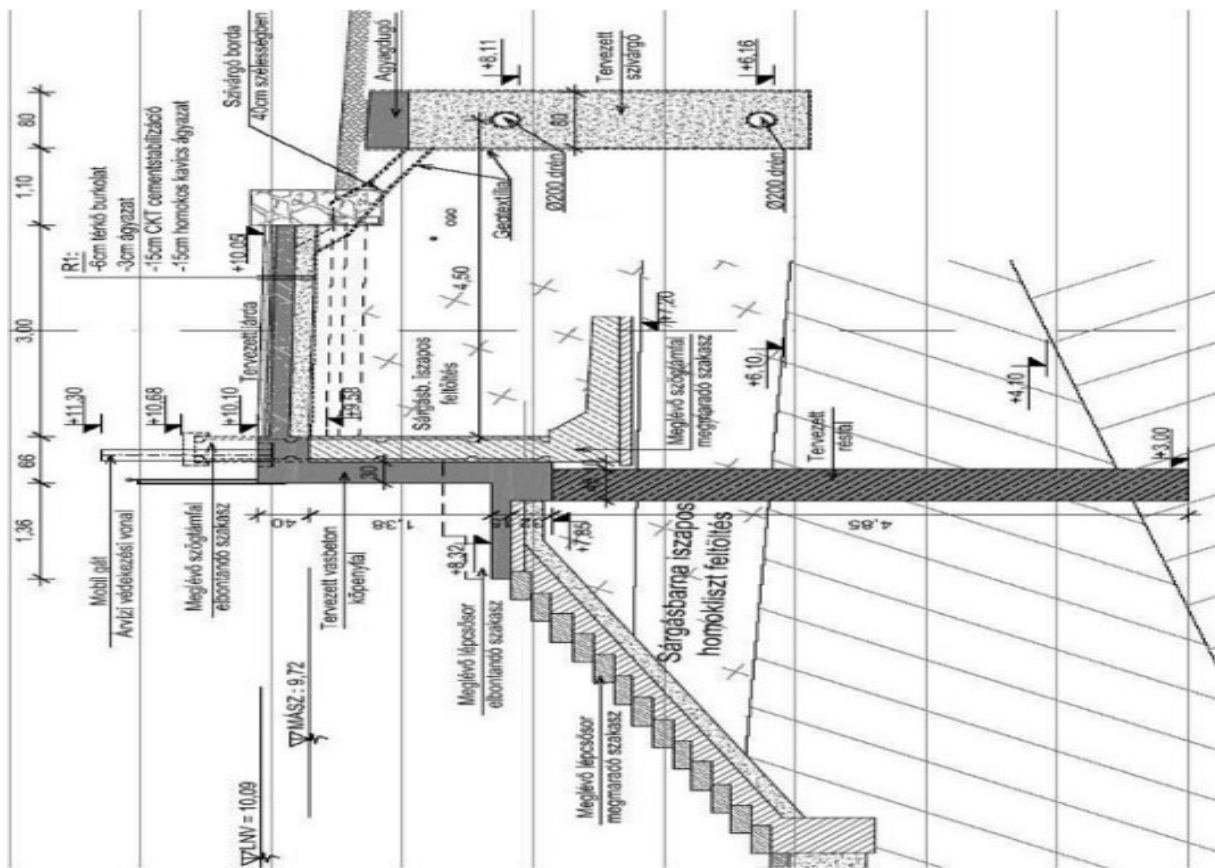 R1:
-6cm térkő burkolat
-3cm ágyazat
-15cm CKT cementstabilizáció
-15cm homokos kavics ágyazat
Szivárgó borda
40cm szélességben
Agyagdugó
+8,11
Tervezett
szivárgó
+6,16
80
1,10
3,00
66
1,36
80
Ø200 drén
Ø200 drén
Geotextília
+10,05
Tervezett járda
4,50
+11,30
+10,68
+10,10
+9,58
Sárgásb. iszapos
feltöltés
+7,20
Meglévő szögtámfal
megmaradó szakasz
+6,10
+4,10
+3,00
Tervezett
résfal
30
40
1,38
4,85
+7,85
+8,32
Mobil gát
Árvízi védekezési vonal
Meglévő szögtámfal
elbontandó szakasz
Tervezett vasbeton
köpenyfal
Meglévő lépcsősor
elbontandó szakasz
Meglévő lépcsősor
megmaradó szakasz
Sárgásbarna iszapos
homokliszt feltöltés
MÁSZ: 9,72
LNV = 10,09